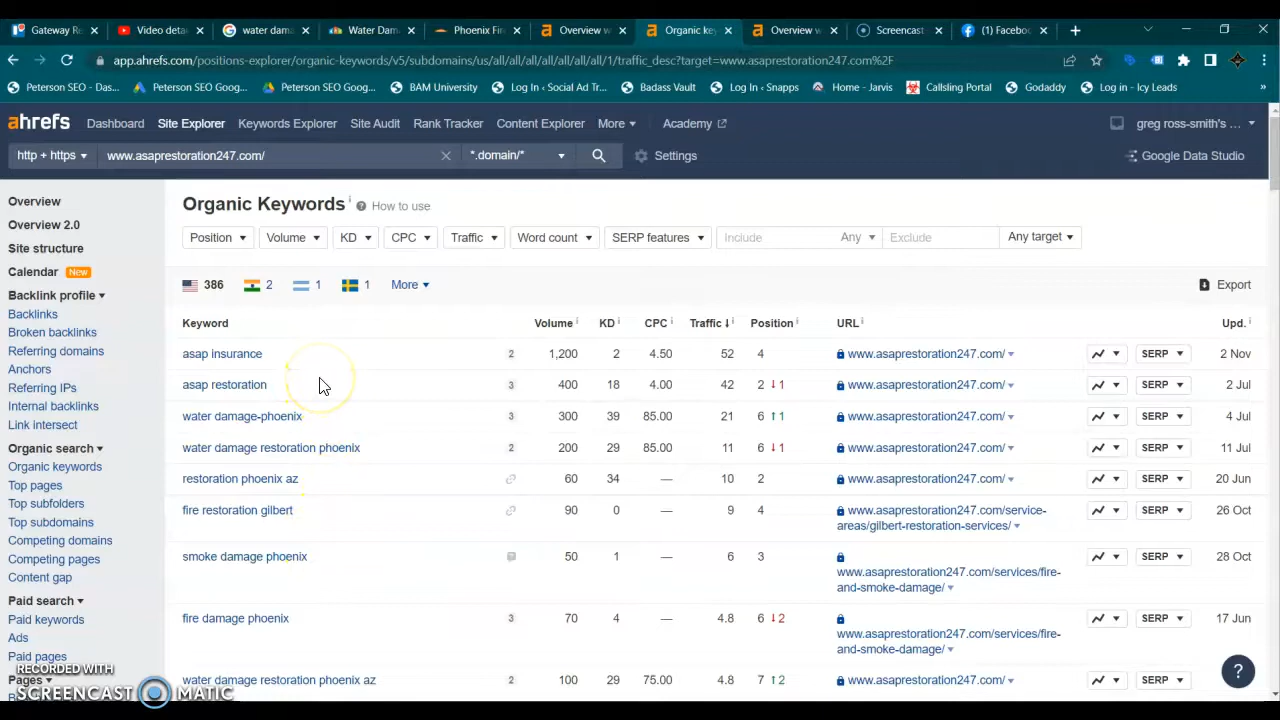 Gateway Re
Video deta
water dam
Water Dam
Phoenix Fir
Overview w
Organic key
Overview w
Screencast
(1) Faceboo
app.ahrefs.com/positions-explorer/organic-keywords/v5/subdomains/us/all/all/all/all/all/all/1/traffic_desc?target=www.asaprestoration247.com%2F
Peterson SEO - Das...
Peterson SEO Goog...
Peterson SEO Goog...
BAM University
Log In ‹ Social Ad Tr...
Badass Vault
Log In ‹ Snapps
Home - Jarvis
Callsling Portal
Godaddy
Log in - Icy Leads
»
ahrefs Dashboard Site Explorer Keywords Explorer Site Audit Rank Tracker Content Explorer More Academy greg ross-smith's ...
http + https www.asaprestoration247.com/ *.domain/* Settings Google Data Studio
Overview
Overview 2.0
Site structure
Calendar New
Backlink profile
Backlinks
Broken backlinks
Referring domains
Anchors
Referring IPs
Internal backlinks
Link intersect
Organic search
Organic keywords
Top pages
Top subfolders
Top subdomains
Competing domains
Competing pages
Content gap
Paid search
Paid keywords
Ads
Paid pages
Pages
Organic Keywords i ? How to use
Position Volume KD CPC Traffic Word count SERP features Include Any Exclude Any target
386 2 1 1 More Export
Keyword Volume i KD i CPC i Traffic i Position i URL i Upd.
asap insurance 2 1,200 2 4.50 52 4 www.asaprestoration247.com/ SERP 2 Nov
asap restoration 3 400 18 4.00 42 2 ↓1 www.asaprestoration247.com/ SERP 2 Jul
water damage-phoenix 3 300 39 85.00 21 6 ↑1 www.asaprestoration247.com/ SERP 4 Jul
water damage restoration phoenix 2 200 29 85.00 11 6 ↓1 www.asaprestoration247.com/ SERP 11 Jul
restoration phoenix az 60 34 — 10 2 www.asaprestoration247.com/ SERP 20 Jun
fire restoration gilbert 90 0 — 9 4 www.asaprestoration247.com/service-
areas/gilbert-restoration-services/ SERP 26 Oct
smoke damage phoenix 50 1 — 6 3 SERP 28 Oct
www.asaprestoration247.com/services/fire-
and-smoke-damage/
fire damage phoenix 3 70 4 — 4.8 6 ↓2 SERP 17 Jun
www.asaprestoration247.com/services/fire-
and-smoke-damage/
water damage restoration phoenix az 2 100 29 75.00 4.8 7 ↑2 www.asaprestoration247.com/ SERP 20 Jun
?
RECORDED WITH
SCREENCAST MATIC